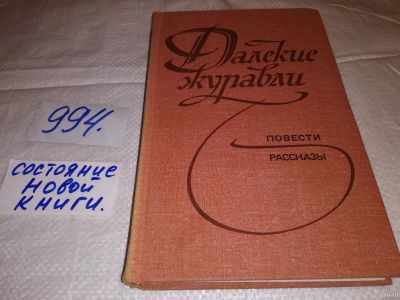 994.
СОСТОЯНИЕ
НОВОЙ
КНИГИ.
Далекие
журавли
ПОВЕСТИ
РАССКАЗЫ